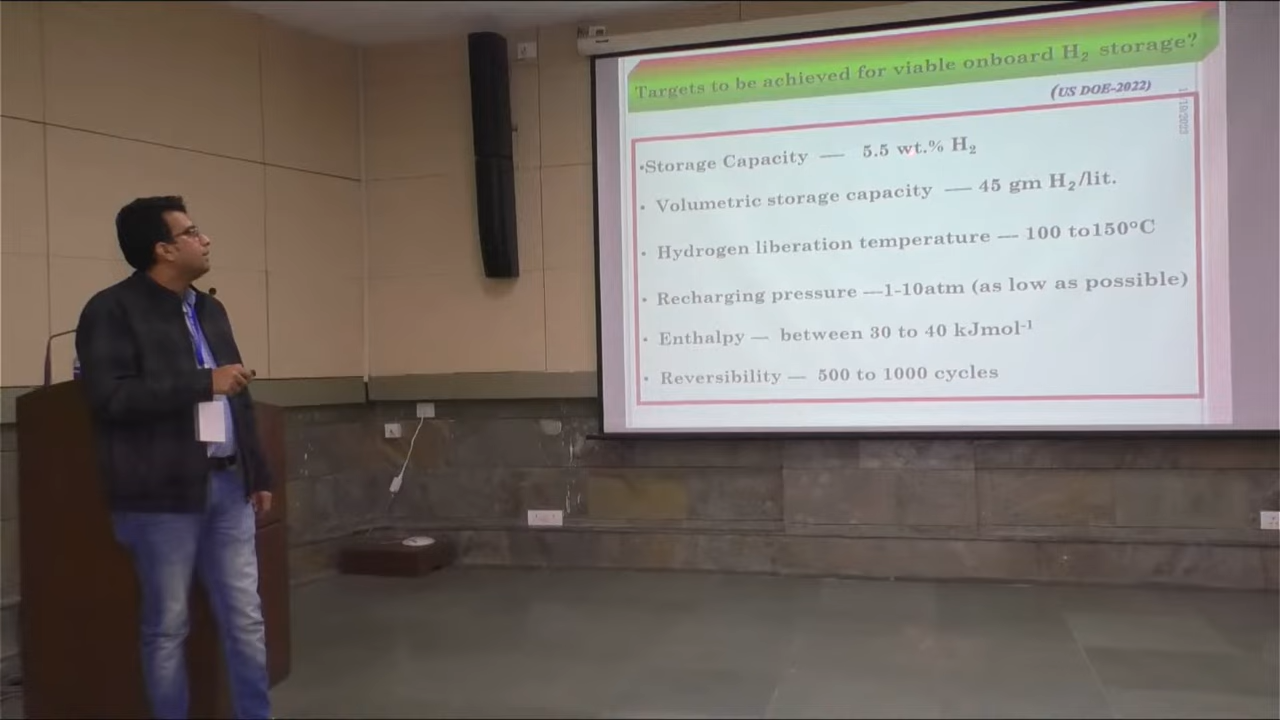 Targets to be achieved for viable onboard H₂ storage?
(US DOE-2022)
•Storage Capacity — 5.5 wt.% H₂
• Volumetric storage capacity — 45 gm H₂/lit.
• Hydrogen liberation temperature — 100 to150°C
• Recharging pressure —1-10atm (as low as possible)
• Enthalpy — between 30 to 40 kJmol⁻¹
• Reversibility — 500 to 1000 cycles